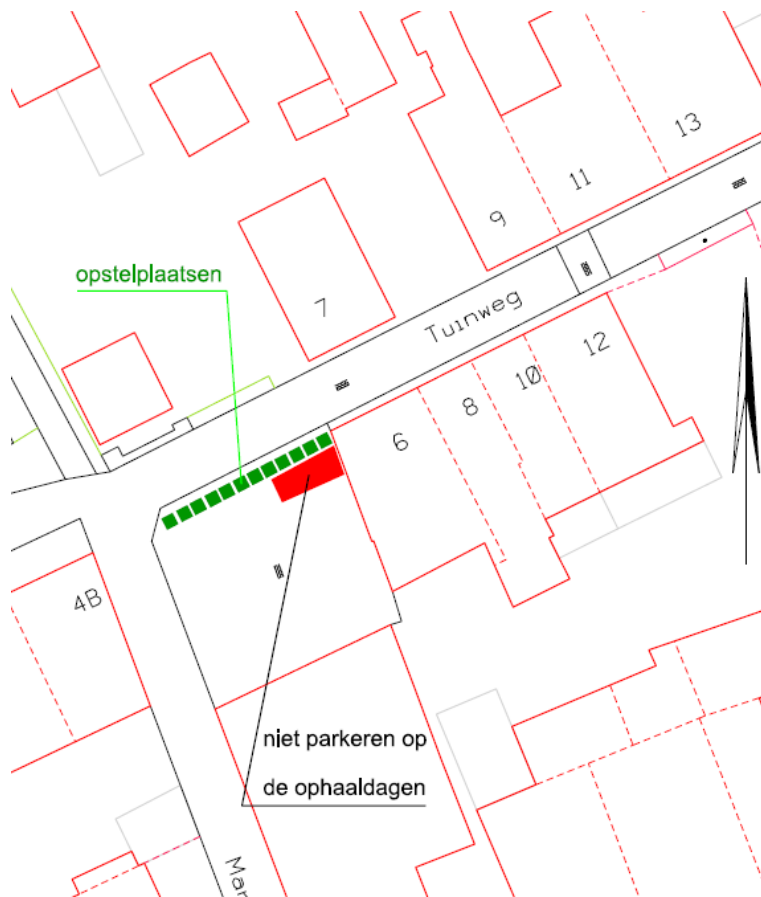 13
11
9
opstelplaatsen
7
Tuinweg
12
10
8
6
4B
niet parkeren op
de ophaaldagen
Mar